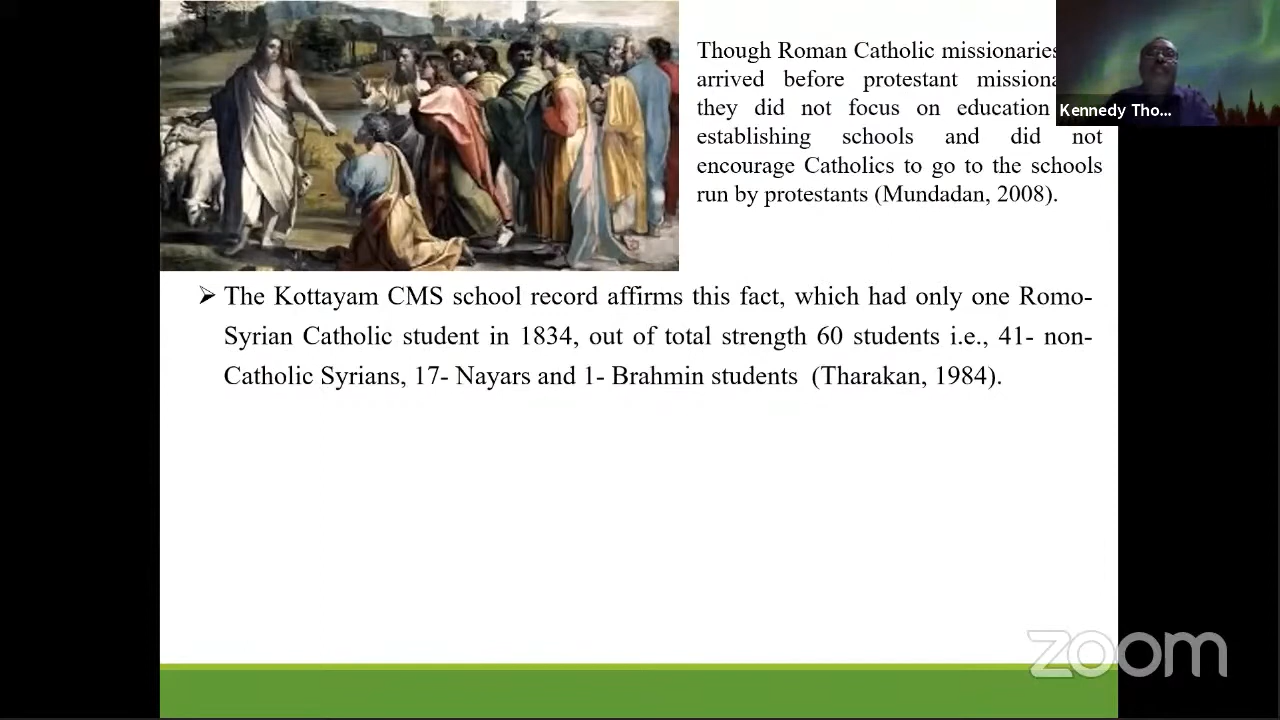 Though Roman Catholic missionaries
arrived before protestant missiona
they did not focus on education
establishing schools and did not
encourage Catholics to go to the schools
run by protestants (Mundadan, 2008).
Kennedy Tho...
➢ The Kottayam CMS school record affirms this fact, which had only one Romo-
Syrian Catholic student in 1834, out of total strength 60 students i.e., 41- non-
Catholic Syrians, 17- Nayars and 1- Brahmin students (Tharakan, 1984).
zoom